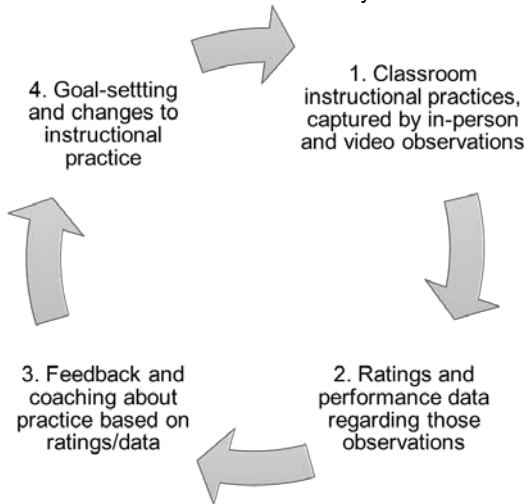 1. Classroom
instructional practices,
captured by in-person
and video observations
2. Ratings and
performance data
regarding those
observations
3. Feedback and
coaching about
practice based on
ratings/data
4. Goal-settting
and changes to
instructional
practice